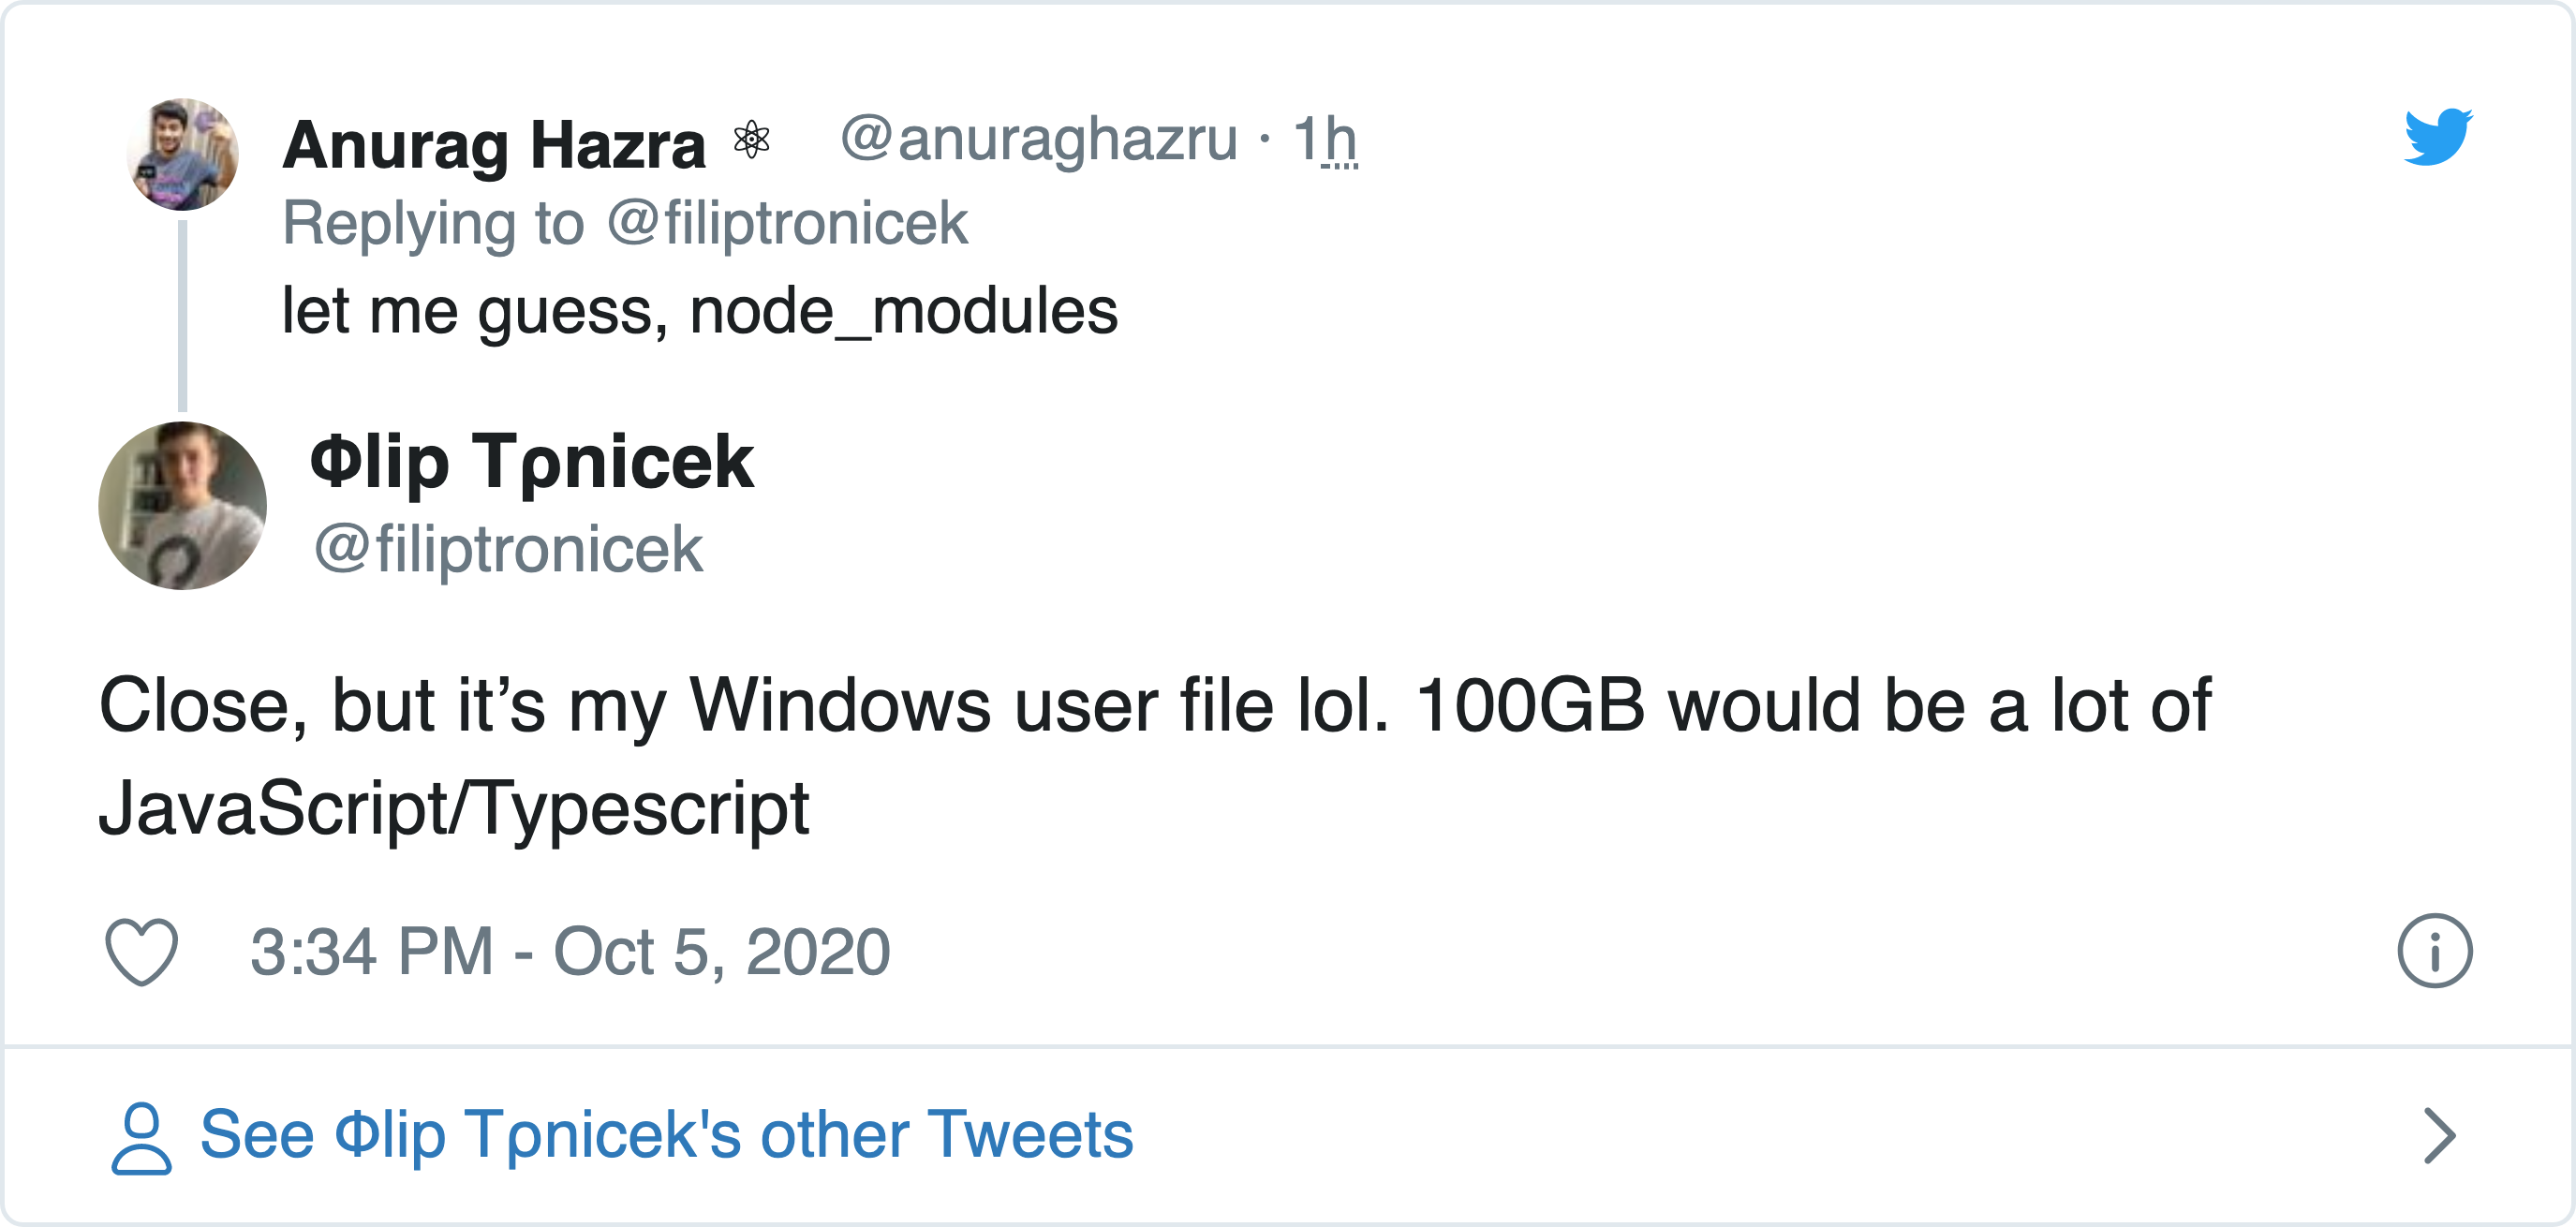 Anurag Hazra ⚛ @anuraghazru · 1h
Replying to @filiptronicek
let me guess, node_modules
Φlip Tρnicek
@filiptronicek
Close, but it’s my Windows user file lol. 100GB would be a lot of
JavaScript/Typescript
3:34 PM - Oct 5, 2020
See Φlip Tρnicek's other Tweets